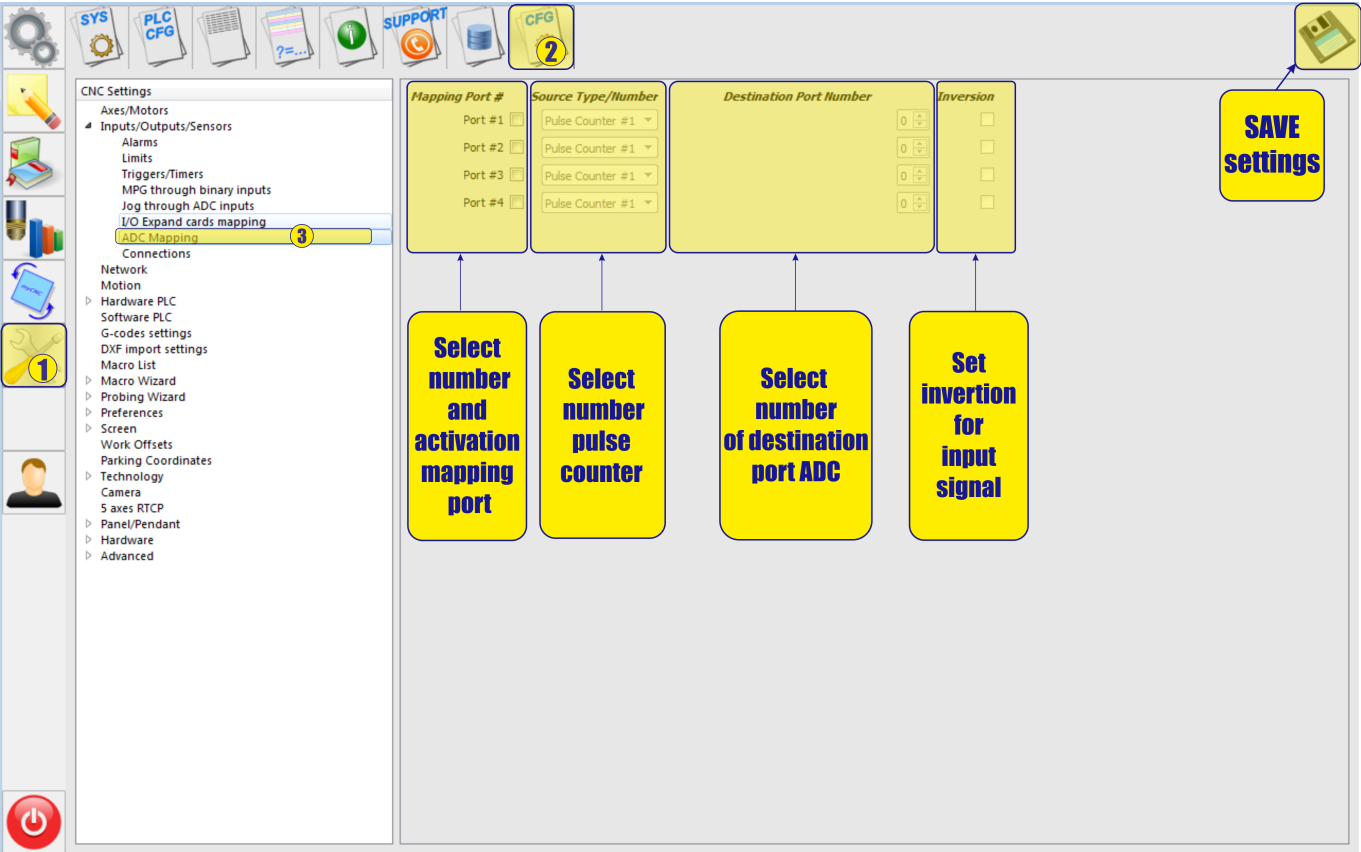 SYS
PLC
CFG
?=...
SUPPORT
CFG
2
CNC Settings
Axes/Motors
Inputs/Outputs/Sensors
Alarms
Limits
Triggers/Timers
MPG through binary inputs
Jog through ADC inputs
I/O Expand cards mapping
ADC Mapping 3
Connections
Network
Motion
Hardware PLC
Software PLC
G-codes settings
DXF import settings
Macro List
Macro Wizard
Probing Wizard
Preferences
Screen
Work Offsets
Parking Coordinates
Technology
Camera
5 axes RTCP
Panel/Pendant
Hardware
Advanced
myCNC
1
Mapping Port # Source Type/Number Destination Port Number Inversion
Port #1 Pulse Counter #1 0
Port #2 Pulse Counter #1 0
Port #3 Pulse Counter #1 0
Port #4 Pulse Counter #1 0
SAVE
settings
Select
number
and
activation
mapping
port
Select
number
pulse
counter
Select
number
of destination
port ADC
Set
invertion
for
input
signal